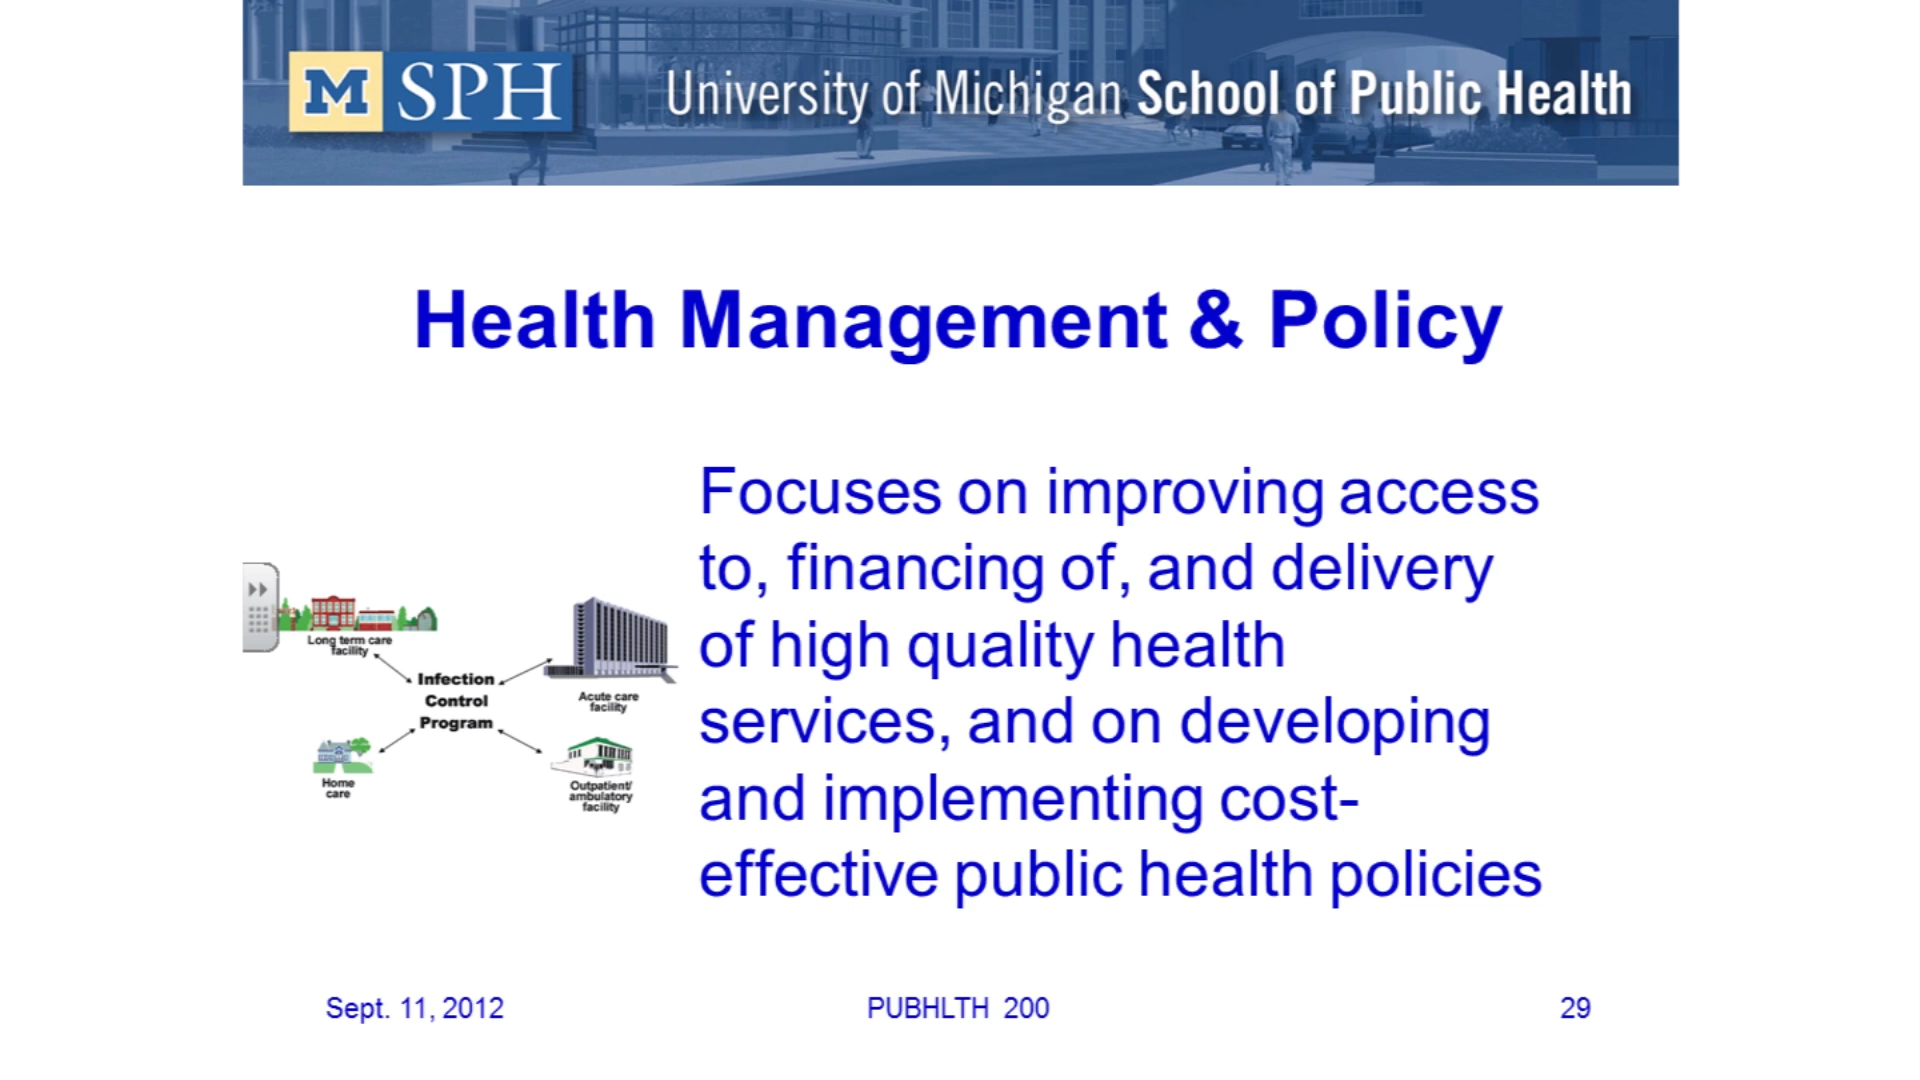 M SPH
University of Michigan School of Public Health
Health Management & Policy
Focuses on improving access
to, financing of, and delivery
of high quality health
services, and on developing
and implementing cost-
effective public health policies
Long term care
facility
Acute care
facility
Infection
Control
Program
Home
care
Outpatient/
ambulatory
facility
Sept. 11, 2012
PUBHLTH 200
29